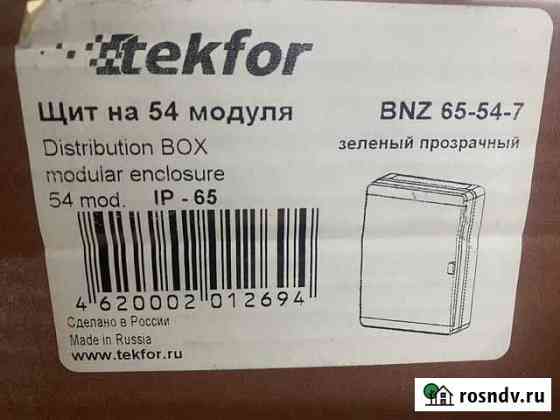 tekfor
Щит на 54 модуля
BNZ 65-54-7
Distribution BOX
зеленый прозрачный
modular enclosure
54 mod. IP - 65
4 620002 012694
Сделано в России
Made in Russia
www.tekfor.ru
rosndv.ru